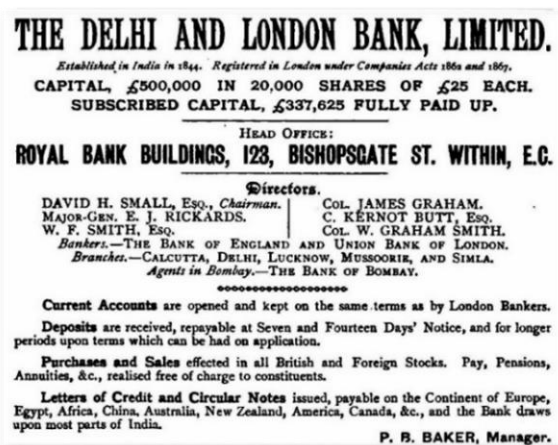 THE DELHI AND LONDON BANK, LIMITED.
Established in India in 1844. Registered in London under Companies Acts 1862 and 1867.
CAPITAL, £500,000 IN 20,000 SHARES OF £25 EACH.
SUBSCRIBED CAPITAL, £337,625 FULLY PAID UP.
HEAD OFFICE:
ROYAL BANK BUILDINGS, 123, BISHOPSGATE ST. WITHIN, E.C.
Directors.
DAVID H. SMALL, ESQ., Chairman.
MAJOR-GEN. E. J. RICKARDS.
W. F. SMITH, ESQ.
COL. JAMES GRAHAM.
C. KERNOT BUTT, ESQ.
COL. W. GRAHAM SMITH.
Bankers.—THE BANK OF ENGLAND AND UNION BANK OF LONDON.
Branches.—CALCUTTA, DELHI, LUCKNOW, MUSSOORIE, AND SIMLA.
Agents in Bombay.—THE BANK OF BOMBAY.
Current Accounts are opened and kept on the same terms as by London Bankers.
Deposits are received, repayable at Seven and Fourteen Days' Notice, and for longer
periods upon terms which can be had on application.
Purchases and Sales effected in all British and Foreign Stocks. Pay, Pensions,
Annuities, &c., realised free of charge to constituents.
Letters of Credit and Circular Notes issued, payable on the Continent of Europe,
Egypt, Africa, China, Australia, New Zealand, America, Canada, &c., and the Bank draws
upon most parts of India.
P. B. BAKER, Manager.